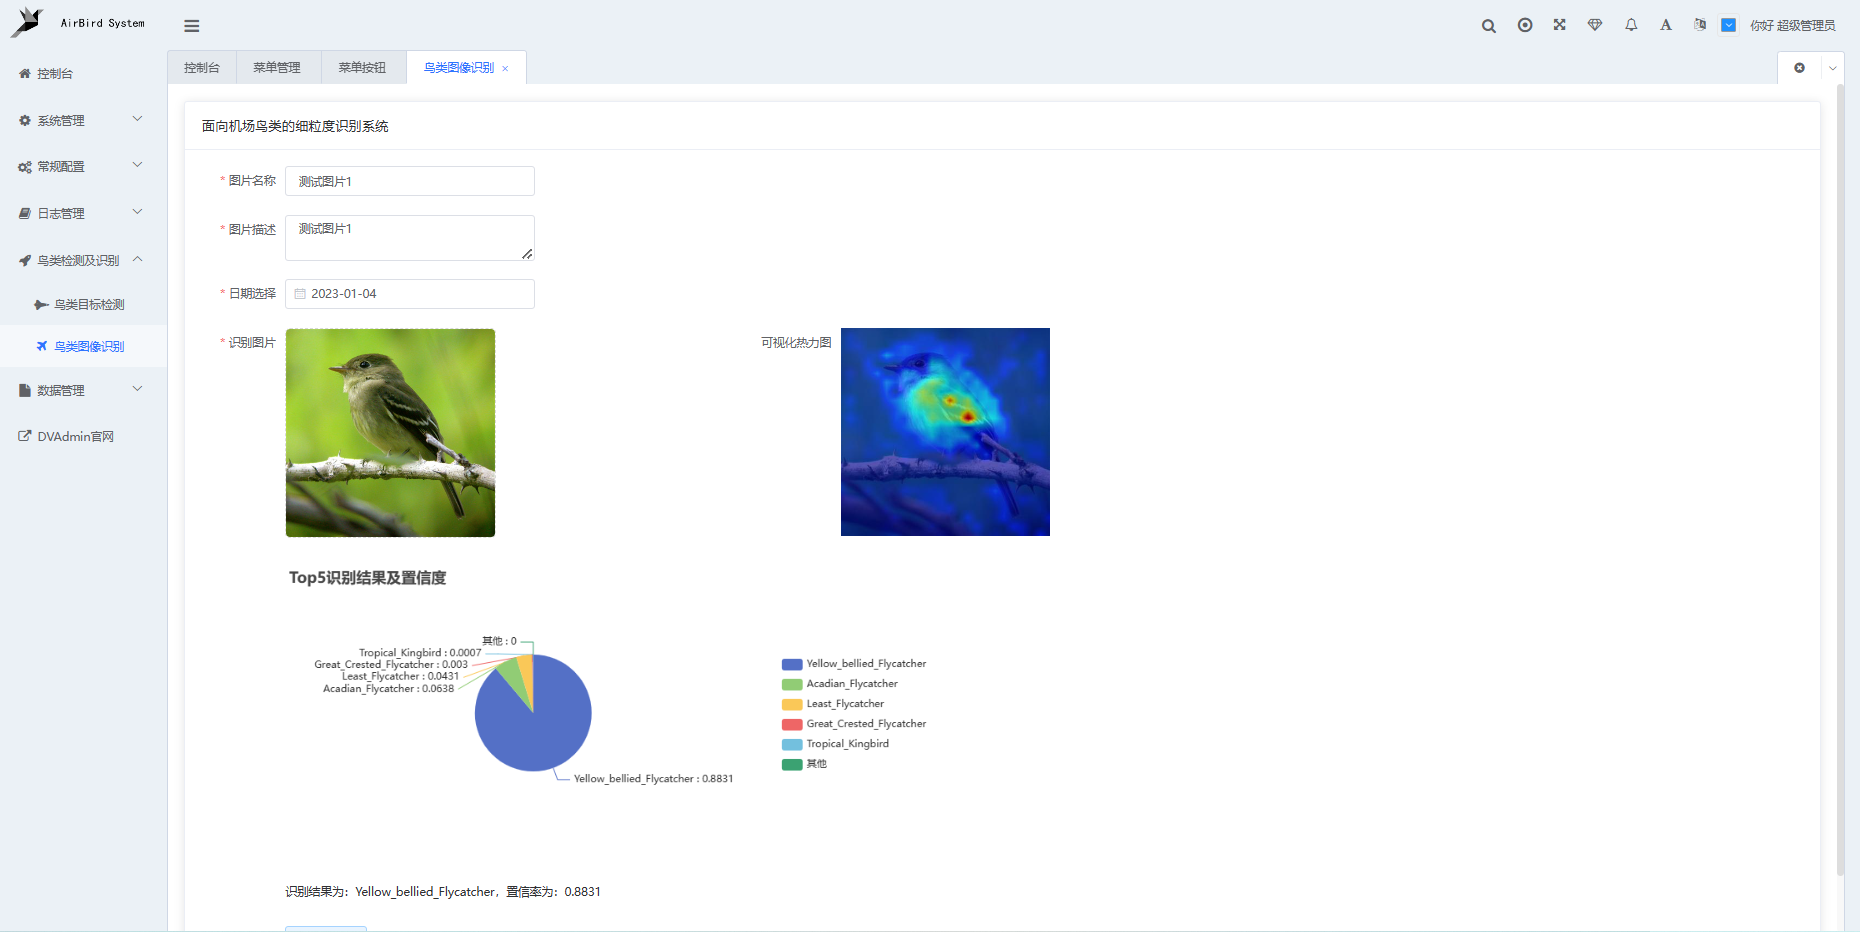 AirBird System
你好 超级管理员
控制台
系统管理
常规配置
日志管理
鸟类检测及识别
鸟类目标检测
鸟类图像识别
数据管理
DVAdmin官网
控制台
菜单管理
菜单按钮
鸟类图像识别 ×
面向机场鸟类的细粒度识别系统
* 图片名称
测试图片1
* 图片描述
测试图片1
* 日期选择
2023-01-04
* 识别图片
可视化热力图
Top5识别结果及置信度
其他 : 0
Tropical_Kingbird : 0.0007
Great_Crested_Flycatcher : 0.003
Least_Flycatcher : 0.0431
Acadian_Flycatcher : 0.0638
Yellow_bellied_Flycatcher : 0.8831
Yellow_bellied_Flycatcher
Acadian_Flycatcher
Least_Flycatcher
Great_Crested_Flycatcher
Tropical_Kingbird
其他
识别结果为：Yellow_bellied_Flycatcher，置信率为：0.8831